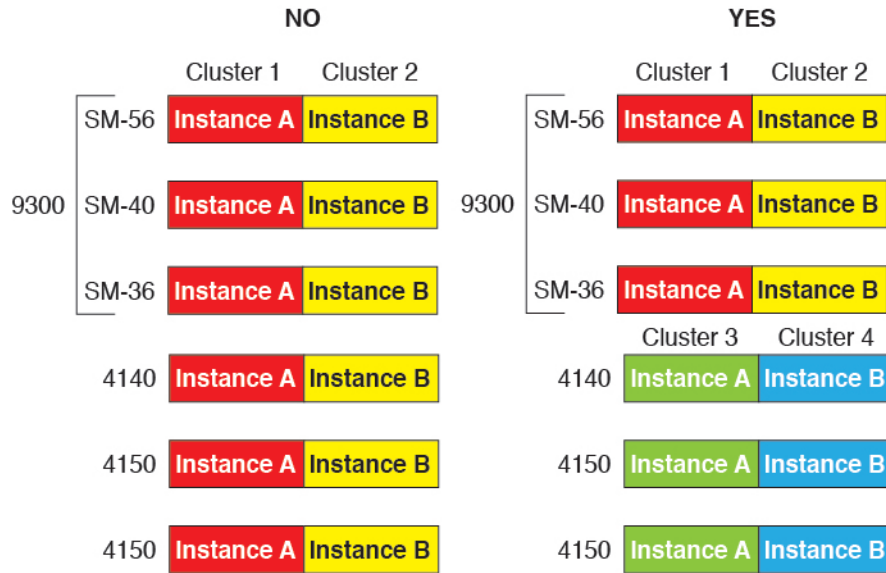 NO YES
Cluster 1 Cluster 2 Cluster 1 Cluster 2
SM-56 Instance A Instance B SM-56 Instance A Instance B
9300 SM-40 Instance A Instance B 9300 SM-40 Instance A Instance B
SM-36 Instance A Instance B SM-36 Instance A Instance B
Cluster 3 Cluster 4
4140 Instance A Instance B 4140 Instance A Instance B
4150 Instance A Instance B 4150 Instance A Instance B
4150 Instance A Instance B 4150 Instance A Instance B